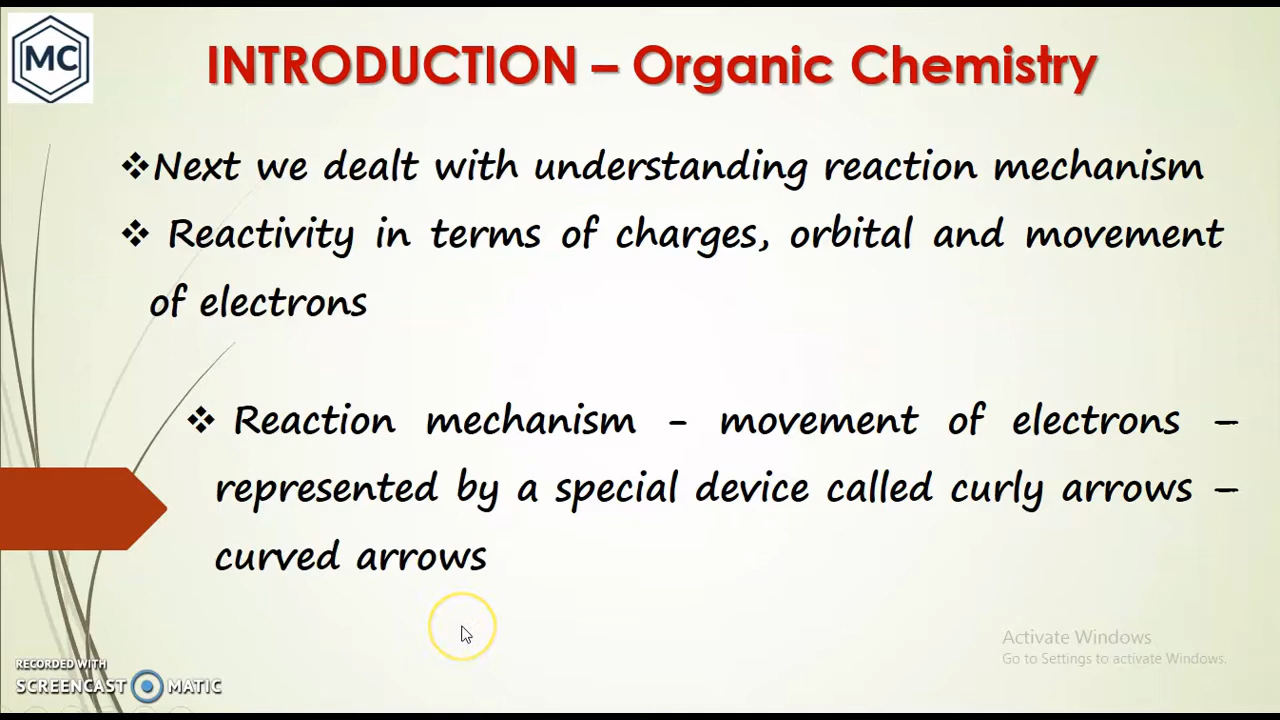 MC
INTRODUCTION – Organic Chemistry
❖Next we dealt with understanding reaction mechanism
❖ Reactivity in terms of charges, orbital and movement
of electrons
❖ Reaction mechanism - movement of electrons –
represented by a special device called curly arrows –
curved arrows
Activate Windows
Go to Settings to activate Windows.
RECORDED WITH
SCREENCAST MATIC